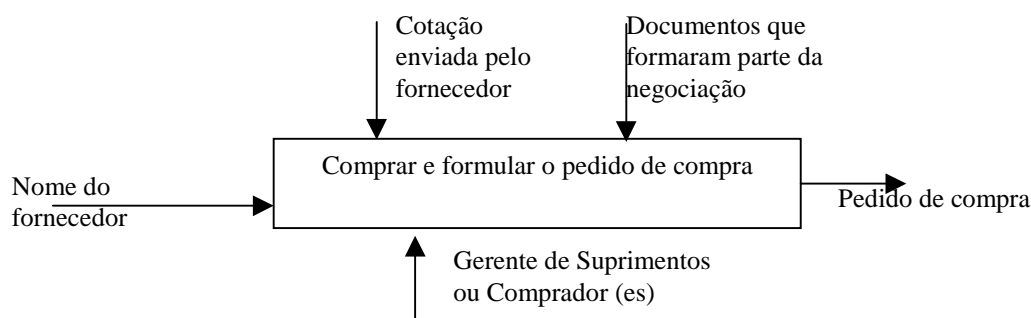 Cotação
enviada pelo
fornecedor
Documentos que
formaram parte da
negociação
Comprar e formular o pedido de compra
Nome do
fornecedor
Pedido de compra
Gerente de Suprimentos
ou Comprador (es)